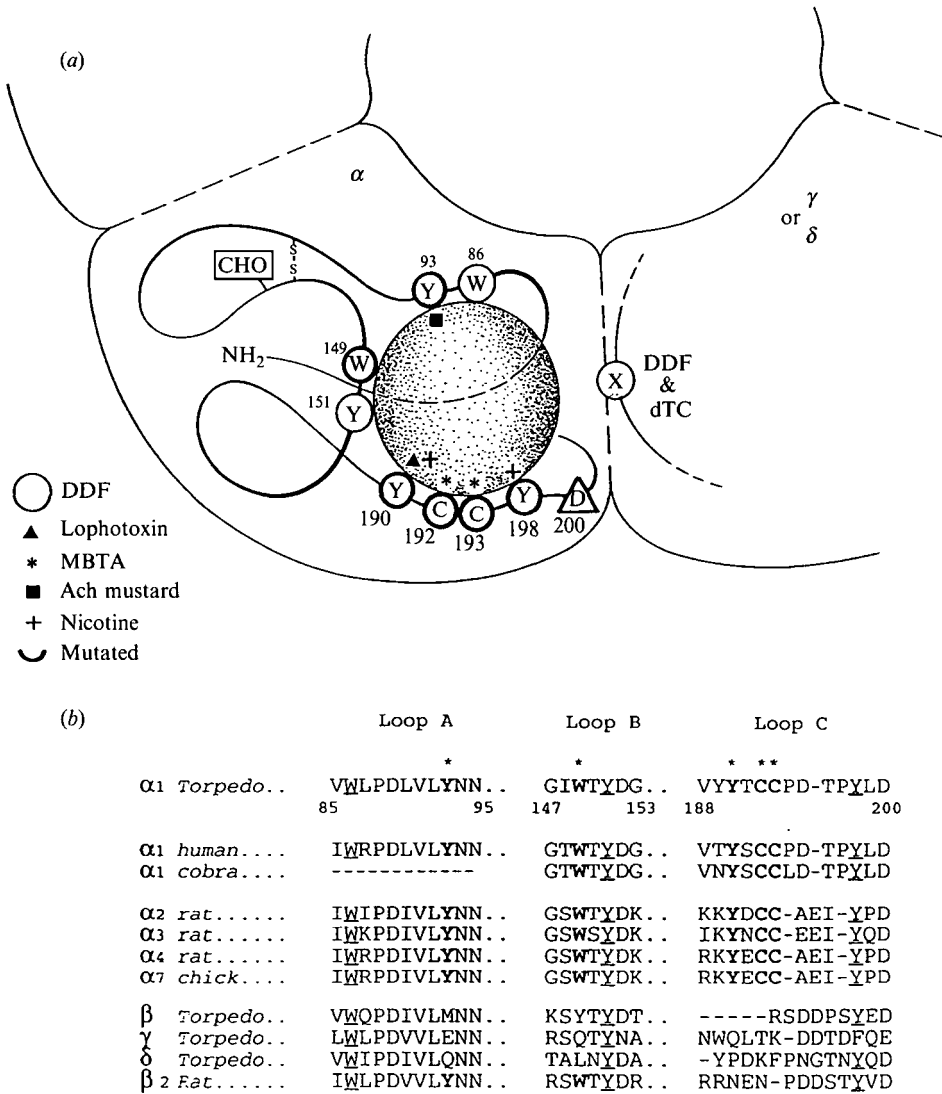 (a)
α
or γ
δ
93
86
Y
W
S
S
CHO
149
W
NH₂
151
Y
X
DDF
&
dTC
Y
C
C
Y
D
190
192
193
198
200
DDF
Lophotoxin
MBTA
Ach mustard
Nicotine
Mutated
(b)
Loop A Loop B Loop C
* * * **
α1 Torpedo.. VWLPDLVLYNN.. GIWTYDG.. VYYTCCPD-TPYLD
85 95 147 153 188 200
α1 human.... IWRPDLVLYNN.. GTWTYDG.. VTYSCCPD-TPYLD
α1 cobra.... ----------- GTWTYDG.. VNYSCCLD-TPYLD
α2 rat...... IWIPDIVLYNN.. GSWTYDK.. KKYDCC-AEI-YPD
α3 rat...... IWKPDIVLYNN.. GSWSYDK.. IKYNCC-EEI-YQD
α4 rat...... IWRPDIVLYNN.. GSWTYDK.. RKYECC-AEI-YPD
α7 chick.... IWRPDIVLYNN.. GSWTYDK.. RKYECC-AEI-YPD
β Torpedo.. VWQPDIVLMNN.. KSYTYDT.. -----RSDDPSYED
γ Torpedo.. LWLPDVVLENN.. RSQTYNA.. NWQLTK-DDTDFQE
δ Torpedo.. VWIPDIVLQNN.. TALNYDA.. -YPDKFPNGTNYQD
β2 Rat...... IWLPDVVLYNN.. RSWTYDR.. RRNEN-PDDSTYVD